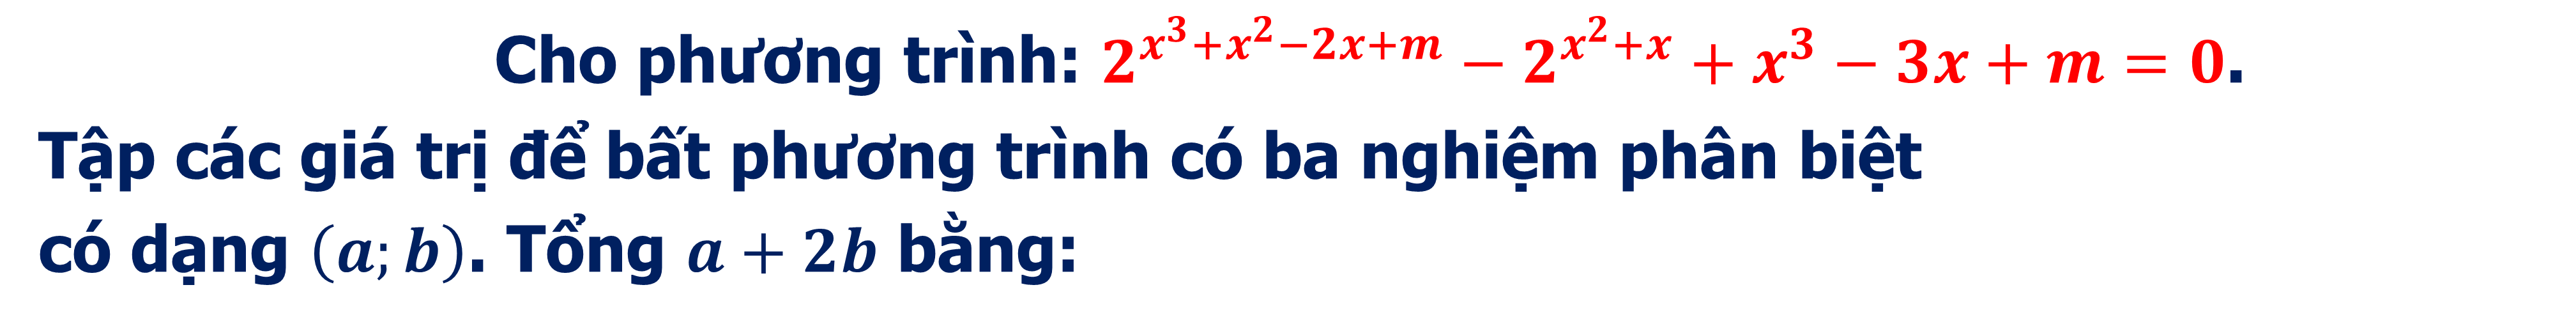 Cho phương trình: $2^{x^3+x^2-2x+m} - 2^{x^2+x} + x^3 - 3x + m = 0$.
Tập các giá trị để bất phương trình có ba nghiệm phân biệt
có dạng $(a; b)$. Tổng $a + 2b$ bằng: